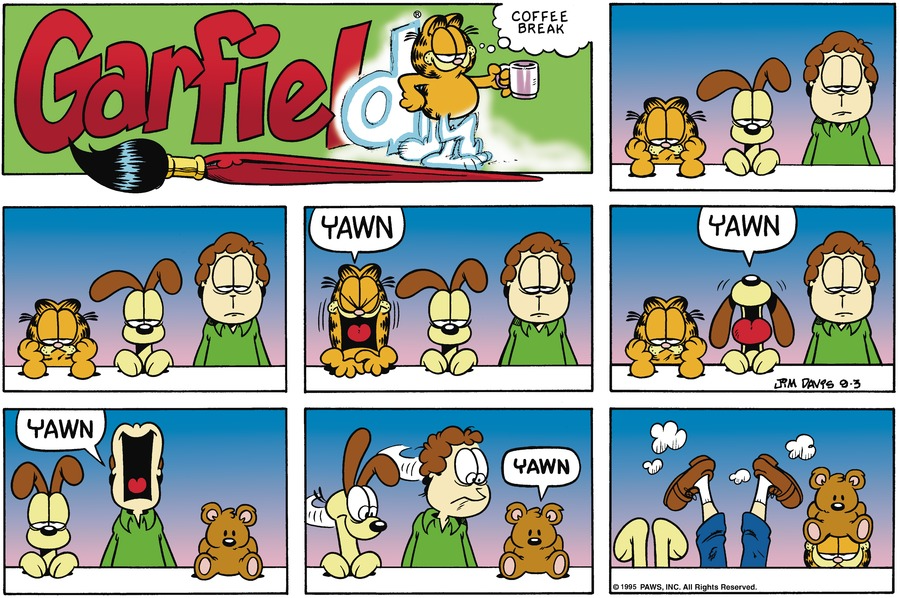 Garfield®
COFFEE
BREAK
YAWN
YAWN
JIM DAVIS 9·3
YAWN
YAWN
© 1995 PAWS, INC. All Rights Reserved.